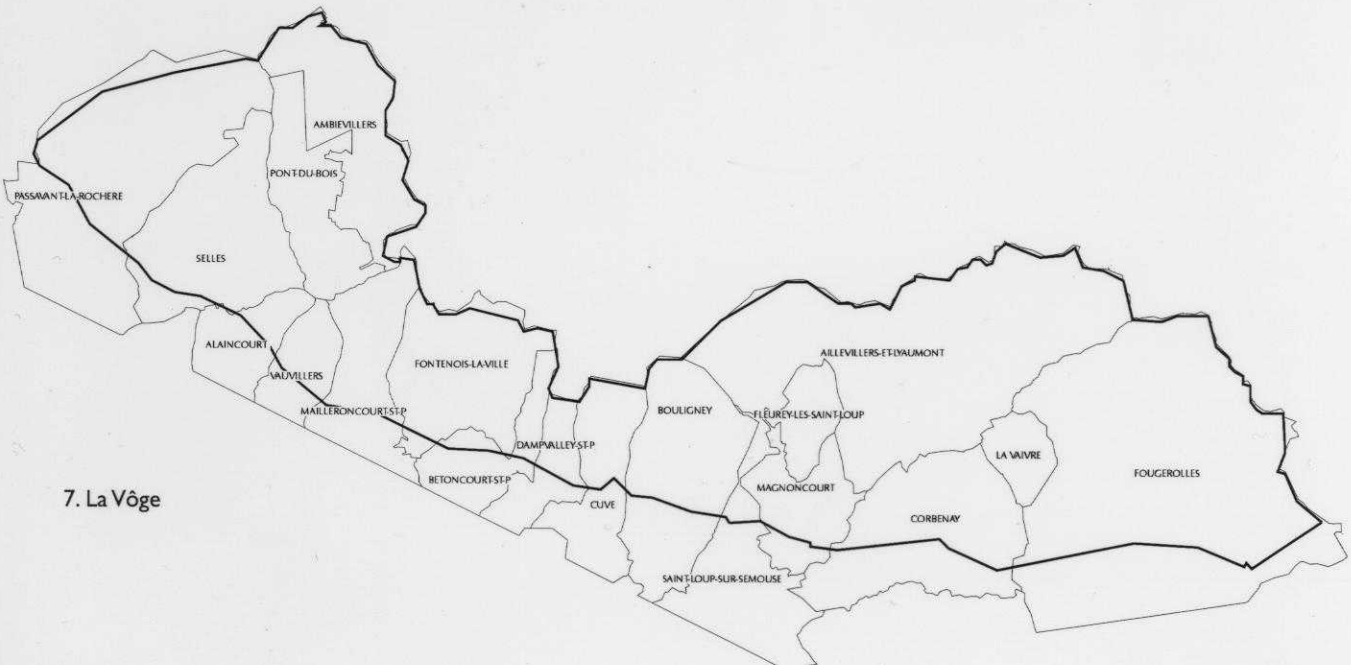 AMBIEVILLERS
PONT-DU-BOIS
PASSAVANT-LA-ROCHERE
SELLES
ALAINCOURT
VAUVILLERS
MAILLERONCOURT-ST-P
FONTENOIS-LA-VILLE
BETONCOURT-ST-P
DAMPVALLEY-ST-P
CUVE
BOULIGNEY
AILLEVILLERS-ET-LYAUMONT
FLEUREY-LES-SAINT-LOUP
MAGNONCOURT
LA VAIVRE
FOUGEROLLES
CORBENAY
SAINT-LOUP-SUR-SEMOUSE
7. La Vôge